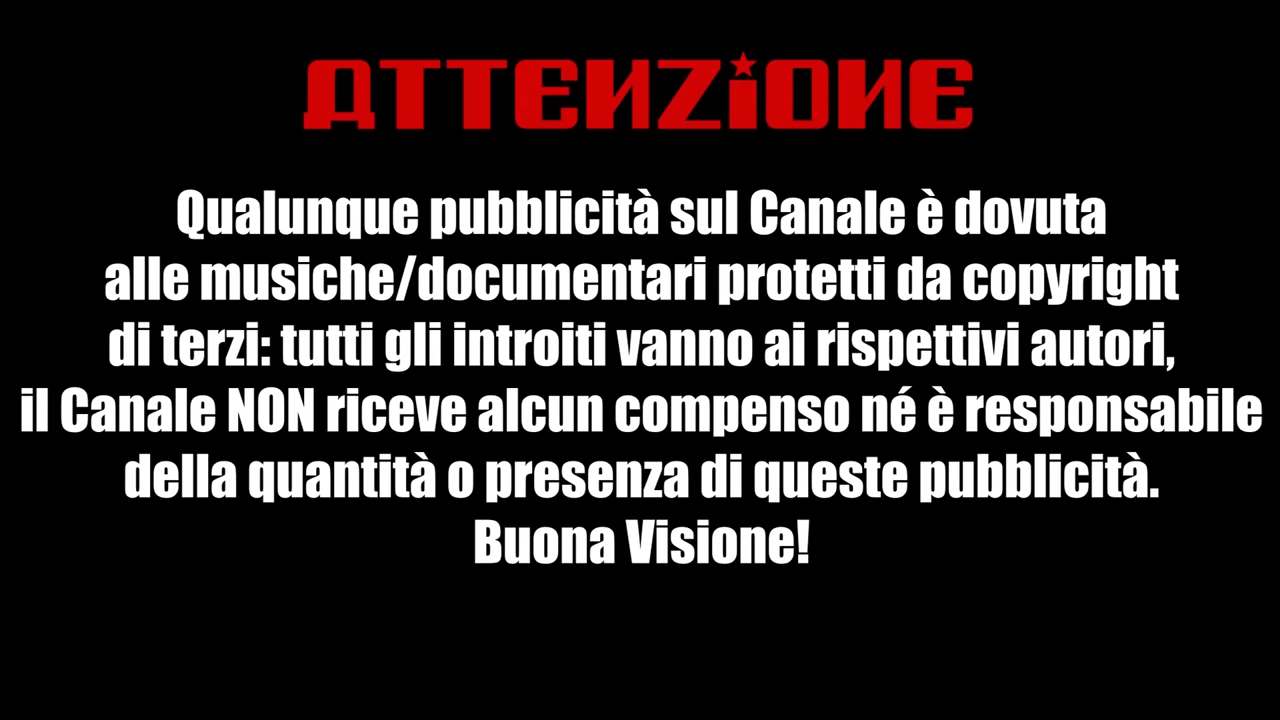 ATTENZIONE
Qualunque pubblicità sul Canale è dovuta
alle musiche/documentari protetti da copyright
di terzi: tutti gli introiti vanno ai rispettivi autori,
il Canale NON riceve alcun compenso né è responsabile
della quantità o presenza di queste pubblicità.
Buona Visione!